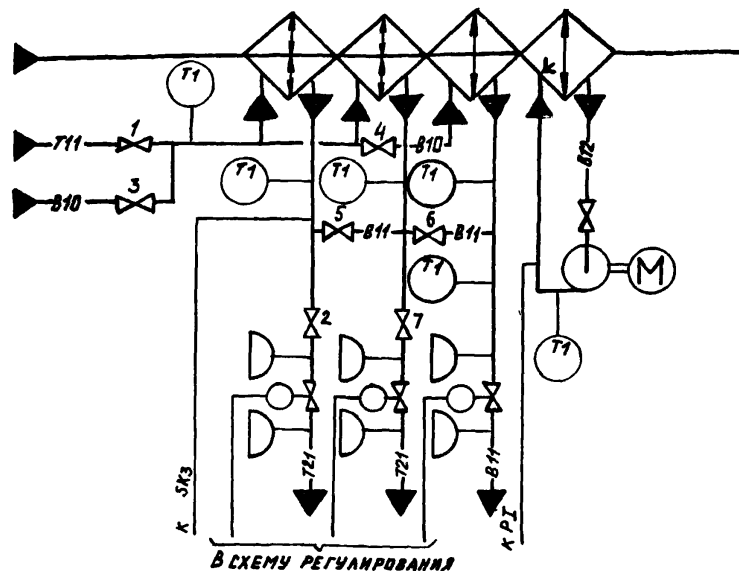 T1
k
1
T11
4
B10
B12
3
B10
T1
T1
T1
5
B11
6
B11
T1
M
2
7
T1
к SK3
T21
T21
B11
к PI
В СХЕМУ РЕГУЛИРОВАНИЯ